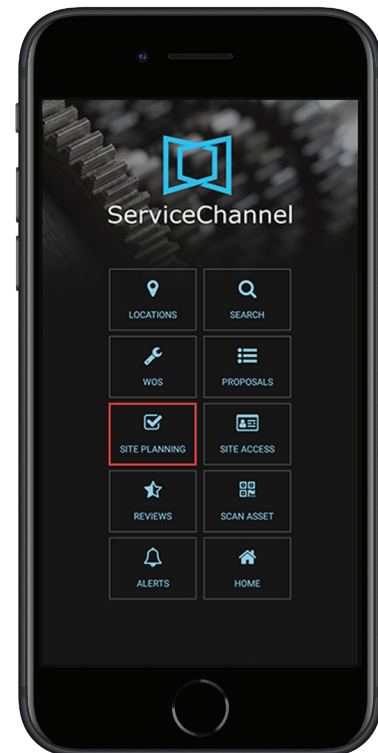 ServiceChannel
LOCATIONS
SEARCH
WOS
PROPOSALS
SITE PLANNING
SITE ACCESS
REVIEWS
SCAN ASSET
ALERTS
HOME